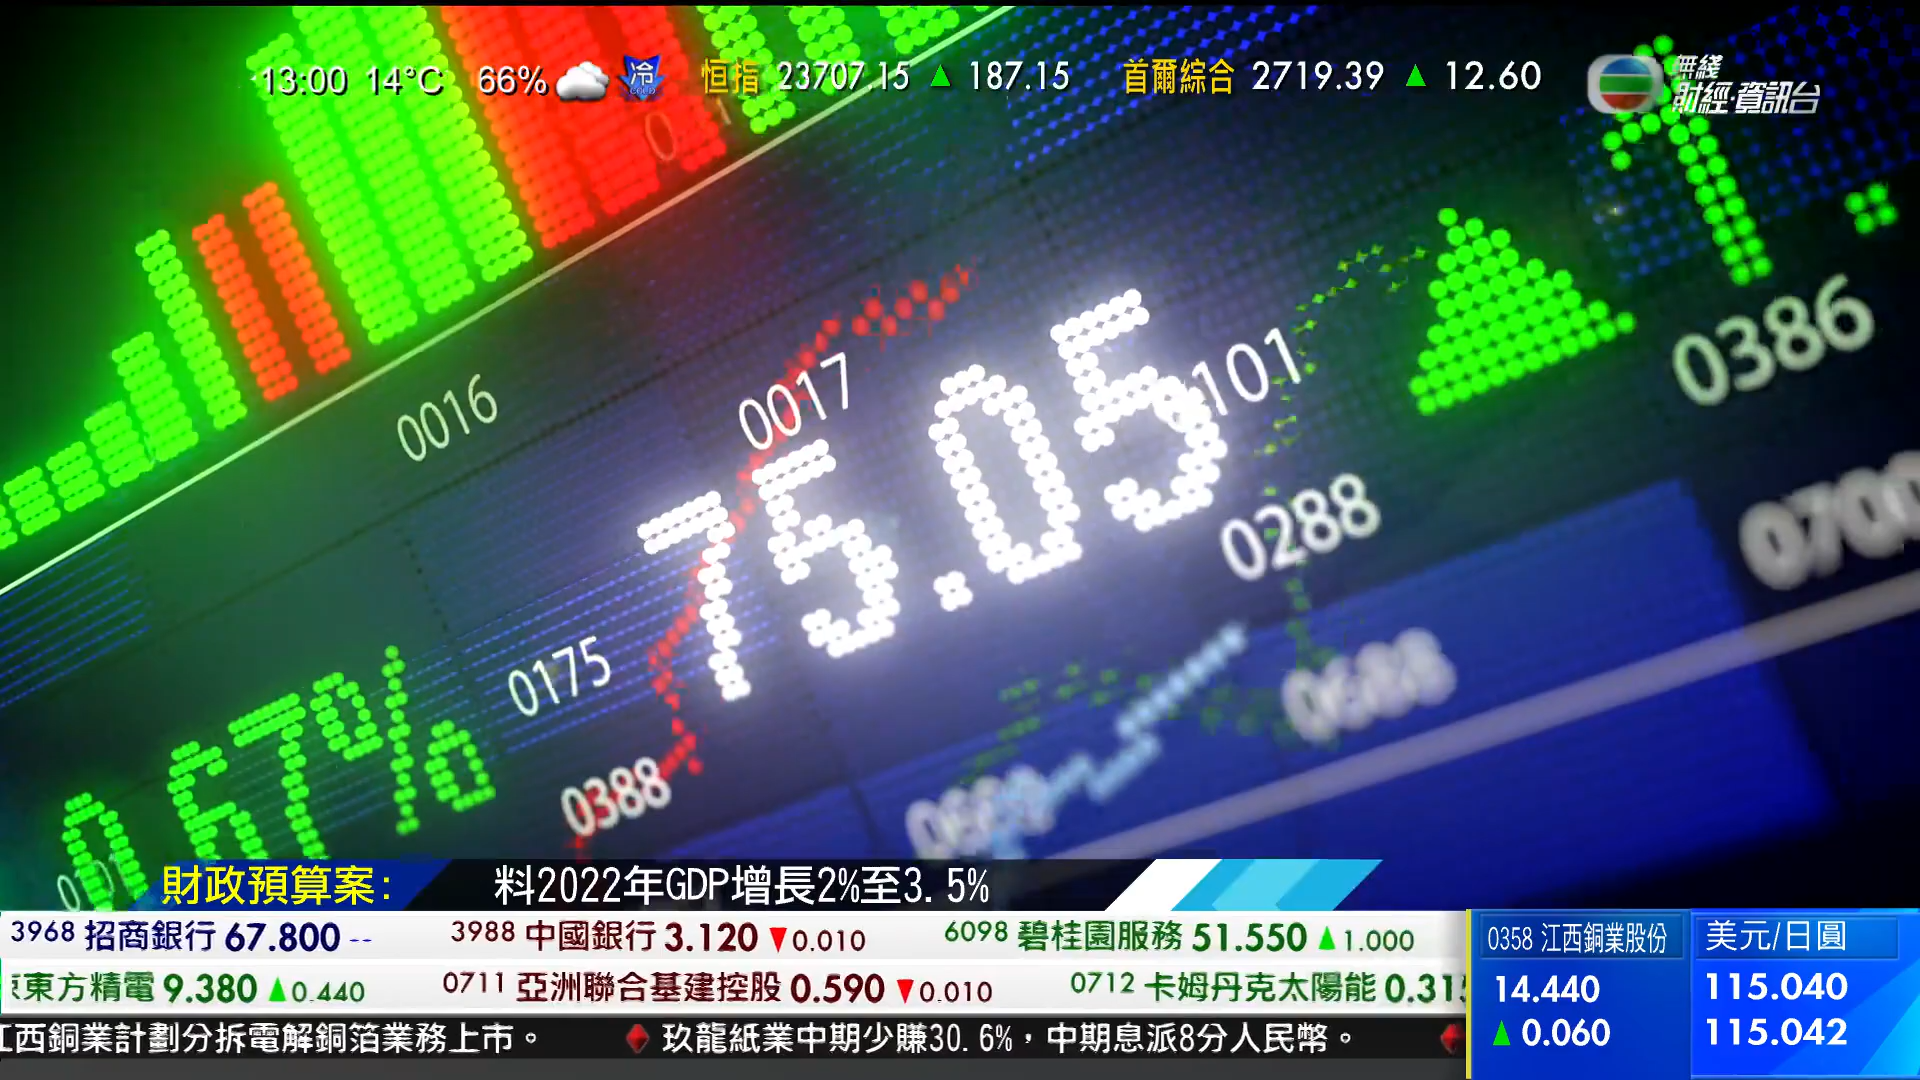 13:00 14°C 66% 冷 COLD 恒指 23707.15 ▲ 187.15 首爾綜合 2719.39 ▲ 12.60
無綫
財經·資訊台
0016
0017
75.05
101
0386
0288
0700
0175
0688
0.67%
0388
財政預算案: 料2022年GDP增長2%至3.5%
3968 招商銀行 67.800 -- 3988 中國銀行 3.120 ▼0.010 6098 碧桂園服務 51.550 ▲1.000
東方精電 9.380 ▲0.440 0711 亞洲聯合基建控股 0.590 ▼0.010 0712 卡姆丹克太陽能 0.315
江西銅業計劃分拆電解銅箔業務上市。 玖龍紙業中期少賺30.6%，中期息派8分人民幣。
0358 江西銅業股份
14.440
▲ 0.060
美元/日圓
115.040
115.042